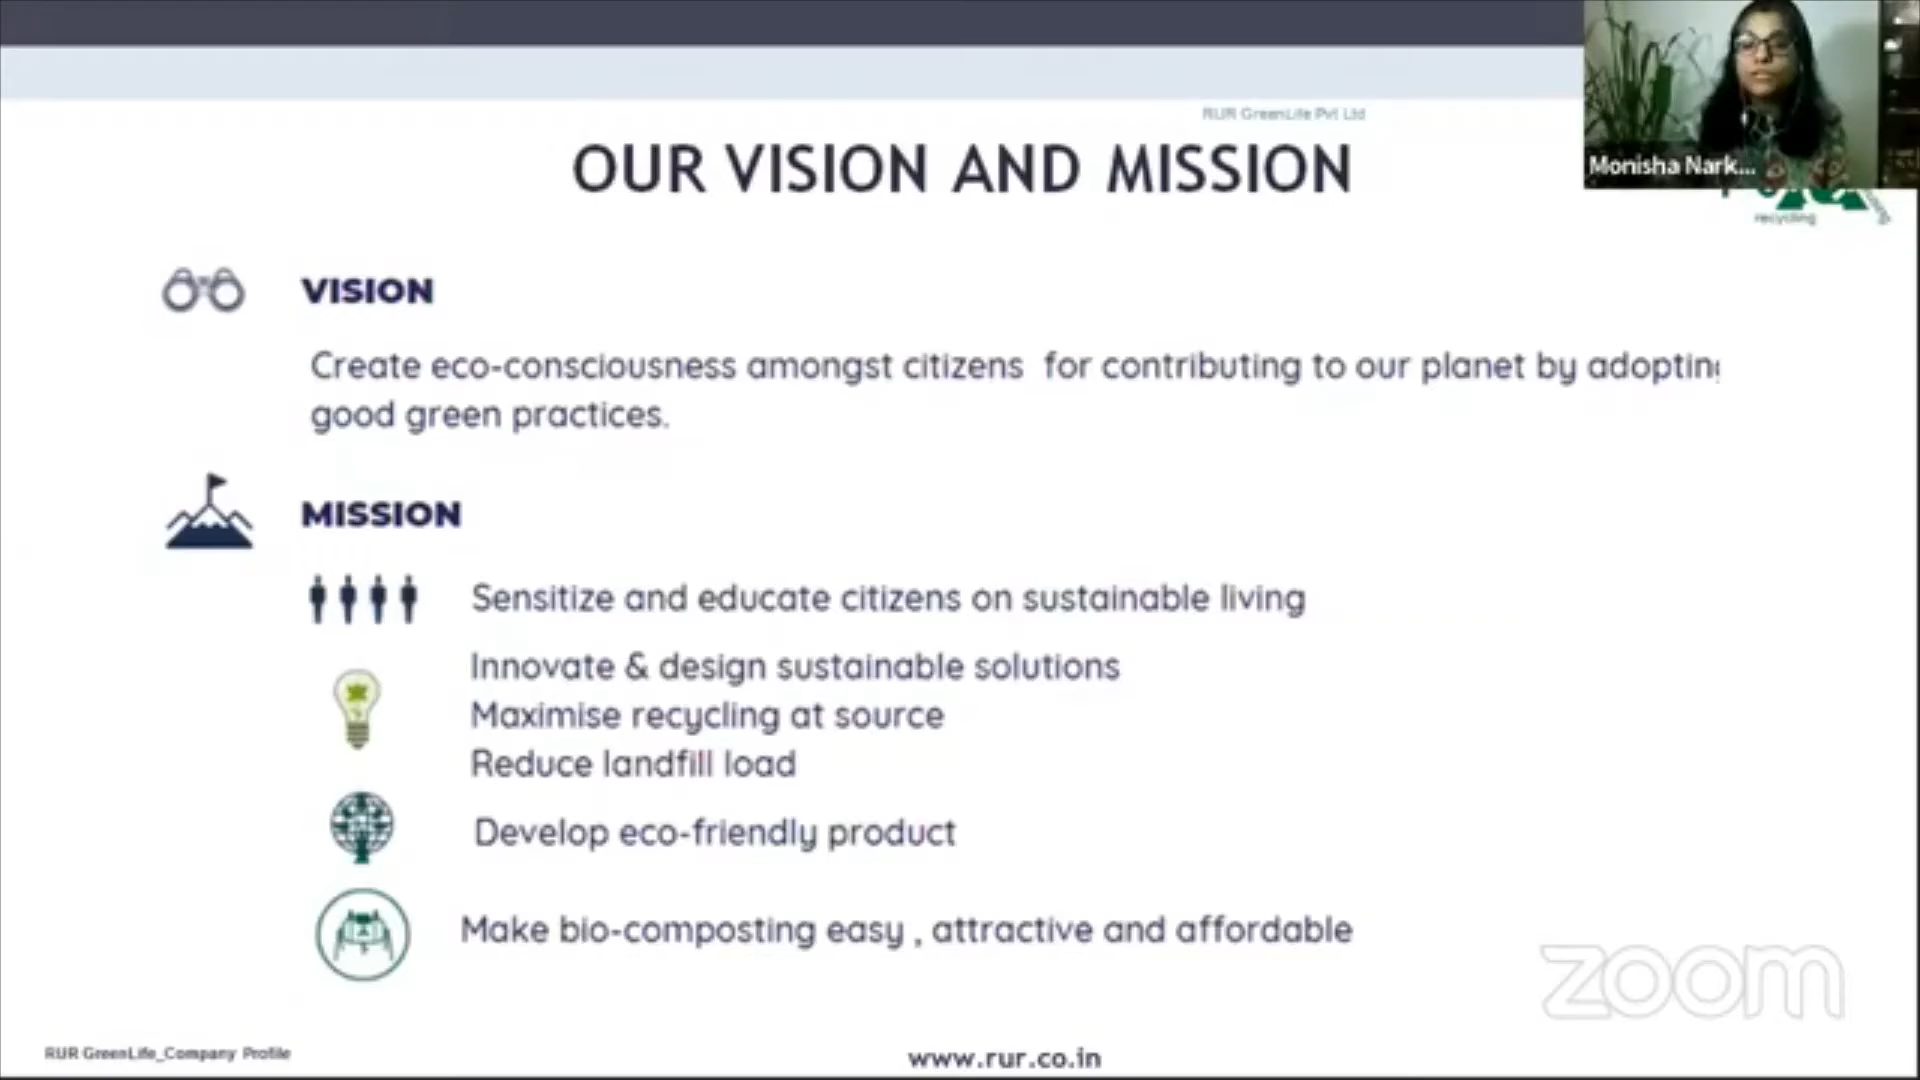 RUR GreenLife Pvt Ltd
OUR VISION AND MISSION
Monisha Nark...
recycling
VISION
Create eco-consciousness amongst citizens for contributing to our planet by adopting
good green practices.
MISSION
Sensitize and educate citizens on sustainable living
Innovate & design sustainable solutions
Maximise recycling at source
Reduce landfill load
Develop eco-friendly product
Make bio-composting easy , attractive and affordable
zoom
RUR GreenLife_Company Profile
www.rur.co.in